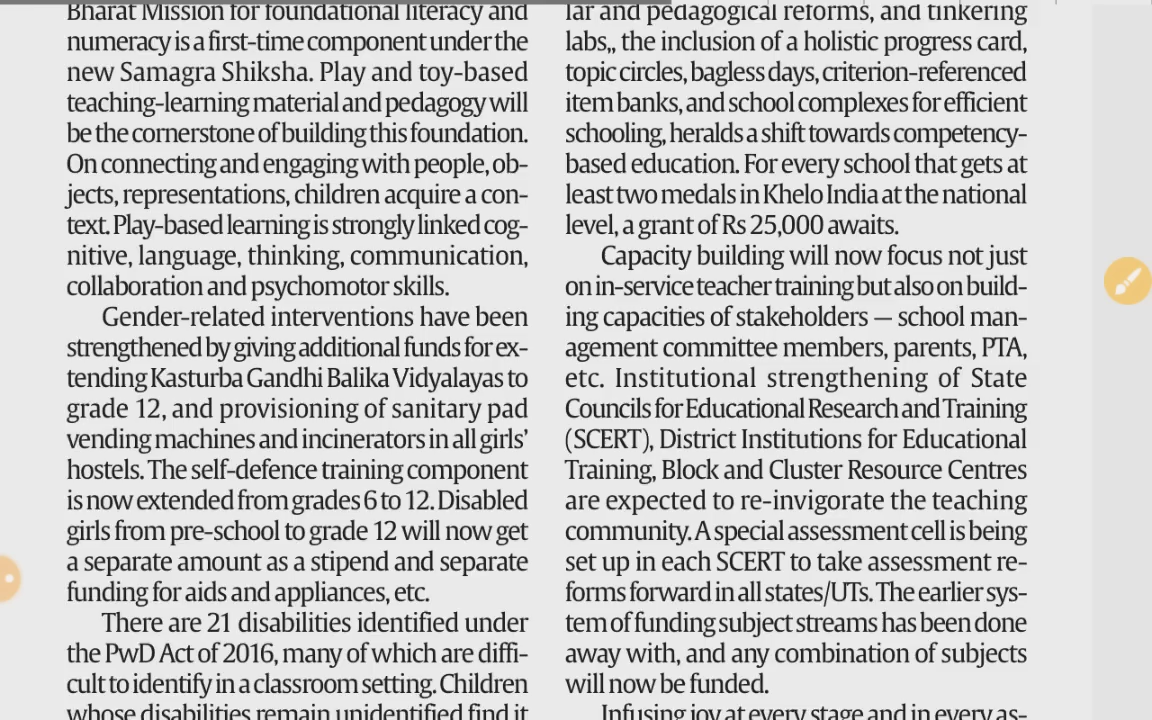 Bharat Mission for foundational literacy and
numeracy is a first-time component under the
new Samagra Shiksha. Play and toy-based
teaching-learning material and pedagogy will
be the cornerstone of building this foundation.
On connecting and engaging with people, ob-
jects, representations, children acquire a con-
text. Play-based learning is strongly linked cog-
nitive, language, thinking, communication,
collaboration and psychomotor skills.
Gender-related interventions have been
strengthened by giving additional funds for ex-
tending Kasturba Gandhi Balika Vidyalayas to
grade 12, and provisioning of sanitary pad
vending machines and incinerators in all girls’
hostels. The self-defence training component
is now extended from grades 6 to 12. Disabled
girls from pre-school to grade 12 will now get
a separate amount as a stipend and separate
funding for aids and appliances, etc.
There are 21 disabilities identified under
the PwD Act of 2016, many of which are diffi-
cult to identify in a classroom setting. Children
whose disabilities remain unidentified find it
lar and pedagogical reforms, and tinkering
labs,, the inclusion of a holistic progress card,
topic circles, bagless days, criterion-referenced
item banks, and school complexes for efficient
schooling, heralds a shift towards competency-
based education. For every school that gets at
least two medals in Khelo India at the national
level, a grant of Rs 25,000 awaits.
Capacity building will now focus not just
on in-service teacher training but also on build-
ing capacities of stakeholders — school man-
agement committee members, parents, PTA,
etc. Institutional strengthening of State
Councils for Educational Research and Training
(SCERT), District Institutions for Educational
Training, Block and Cluster Resource Centres
are expected to re-invigorate the teaching
community. A special assessment cell is being
set up in each SCERT to take assessment re-
forms forward in all states/UTs. The earlier sys-
tem of funding subject streams has been done
away with, and any combination of subjects
will now be funded.
Infusing joy at every stage and in every as-